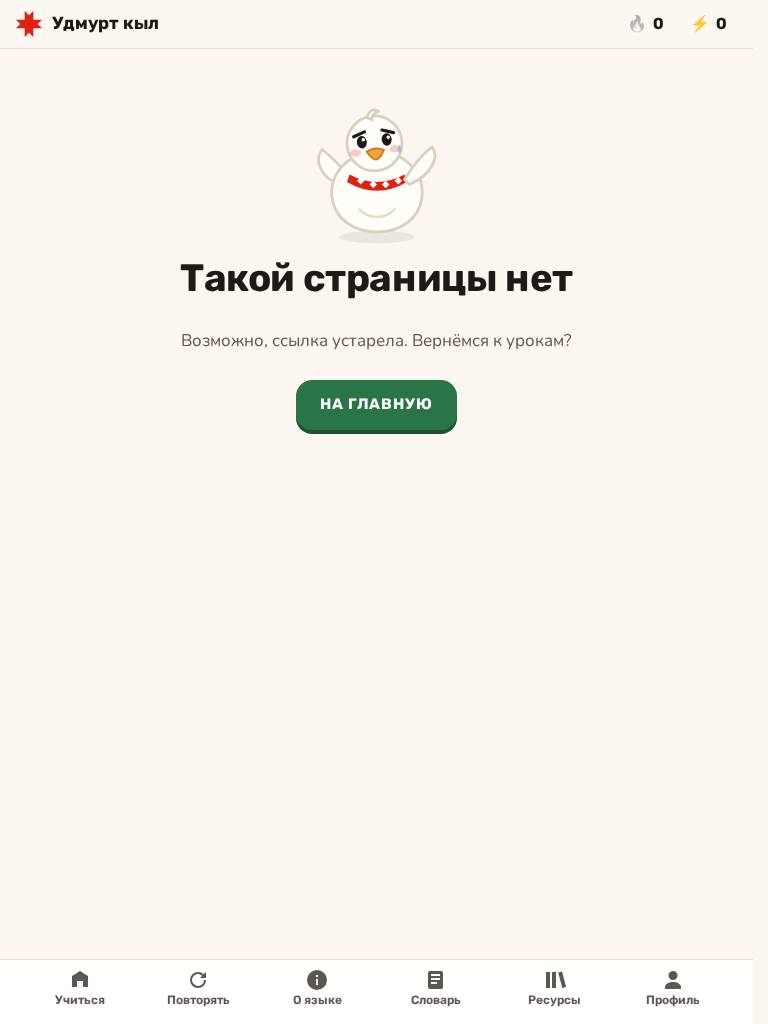 Удмурт кыл
0
0
Такой страницы нет
Возможно, ссылка устарела. Вернёмся к урокам?
НА ГЛАВНУЮ
Учиться
Повторять
О языке
Словарь
Ресурсы
Профиль